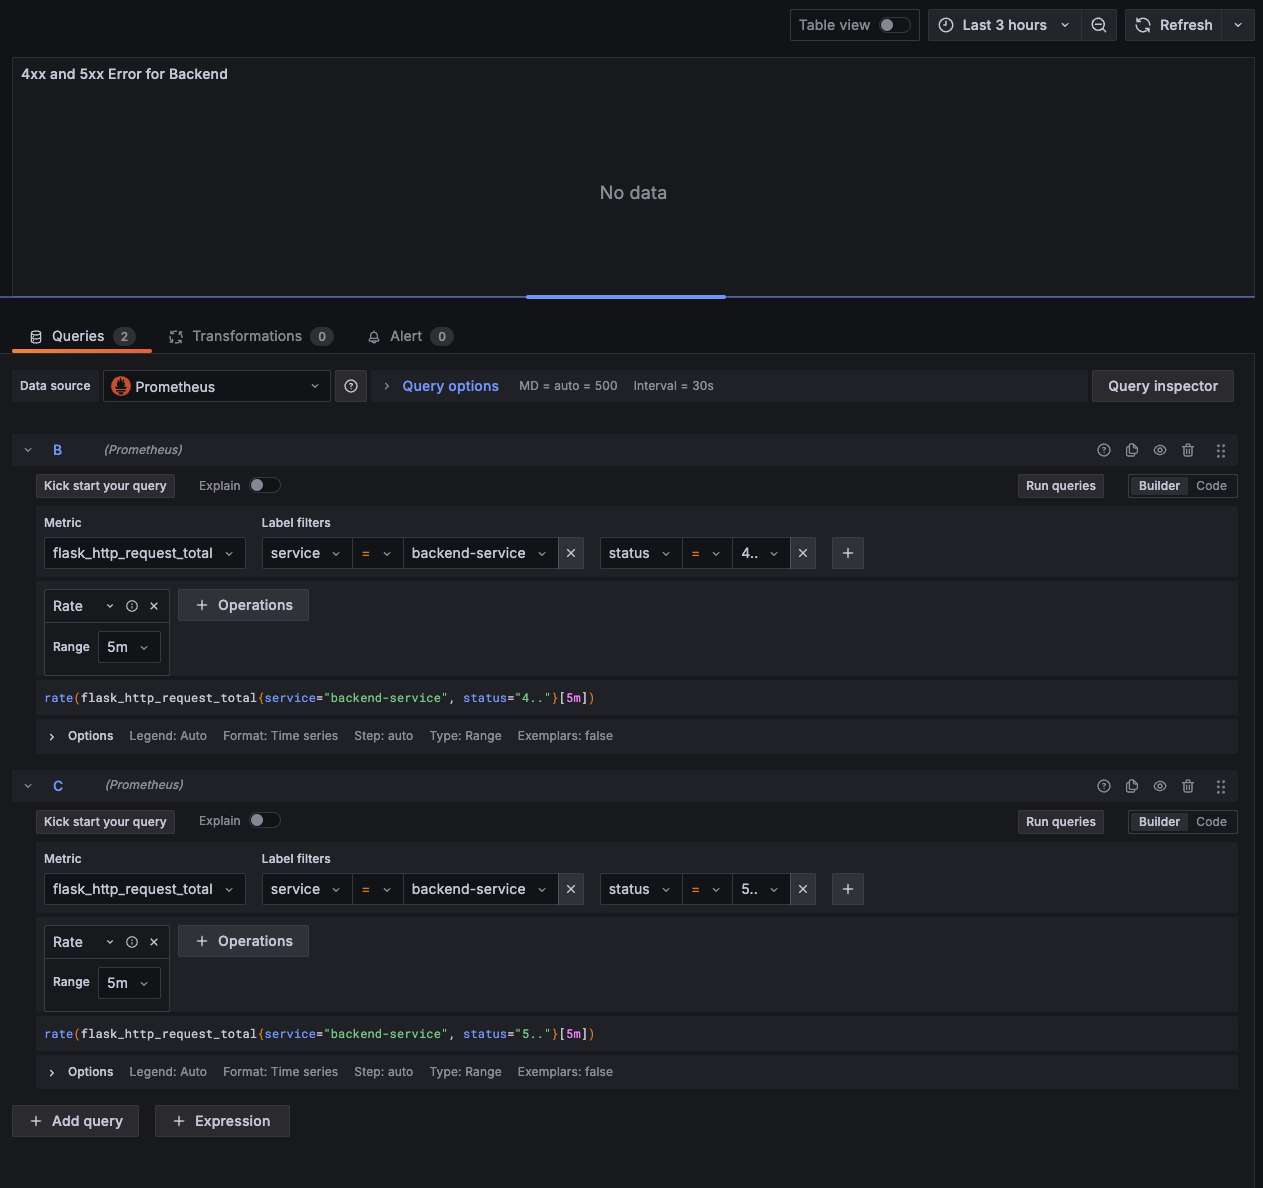 Table view
Last 3 hours
Refresh
4xx and 5xx Error for Backend
No data
Queries 2 Transformations 0 Alert 0
Data source Prometheus Query options MD = auto = 500 Interval = 30s Query inspector
B (Prometheus)
Kick start your query Explain Run queries Builder Code
Metric Label filters
flask_http_request_total service = backend-service status = 4..
Rate + Operations
Range 5m
rate(flask_http_request_total{service="backend-service", status="4.."}[5m])
Options Legend: Auto Format: Time series Step: auto Type: Range Exemplars: false
C (Prometheus)
Kick start your query Explain Run queries Builder Code
Metric Label filters
flask_http_request_total service = backend-service status = 5..
Rate + Operations
Range 5m
rate(flask_http_request_total{service="backend-service", status="5.."}[5m])
Options Legend: Auto Format: Time series Step: auto Type: Range Exemplars: false
+ Add query + Expression